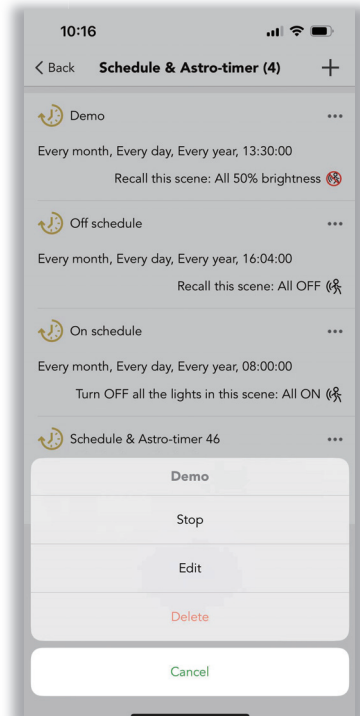 10:16
Back Schedule & Astro-timer (4) +
Demo
Every month, Every day, Every year, 13:30:00
Recall this scene: All 50% brightness
Off schedule
Every month, Every day, Every year, 16:04:00
Recall this scene: All OFF
On schedule
Every month, Every day, Every year, 08:00:00
Turn OFF all the lights in this scene: All ON
Schedule & Astro-timer 46
Demo
Stop
Edit
Delete
Cancel